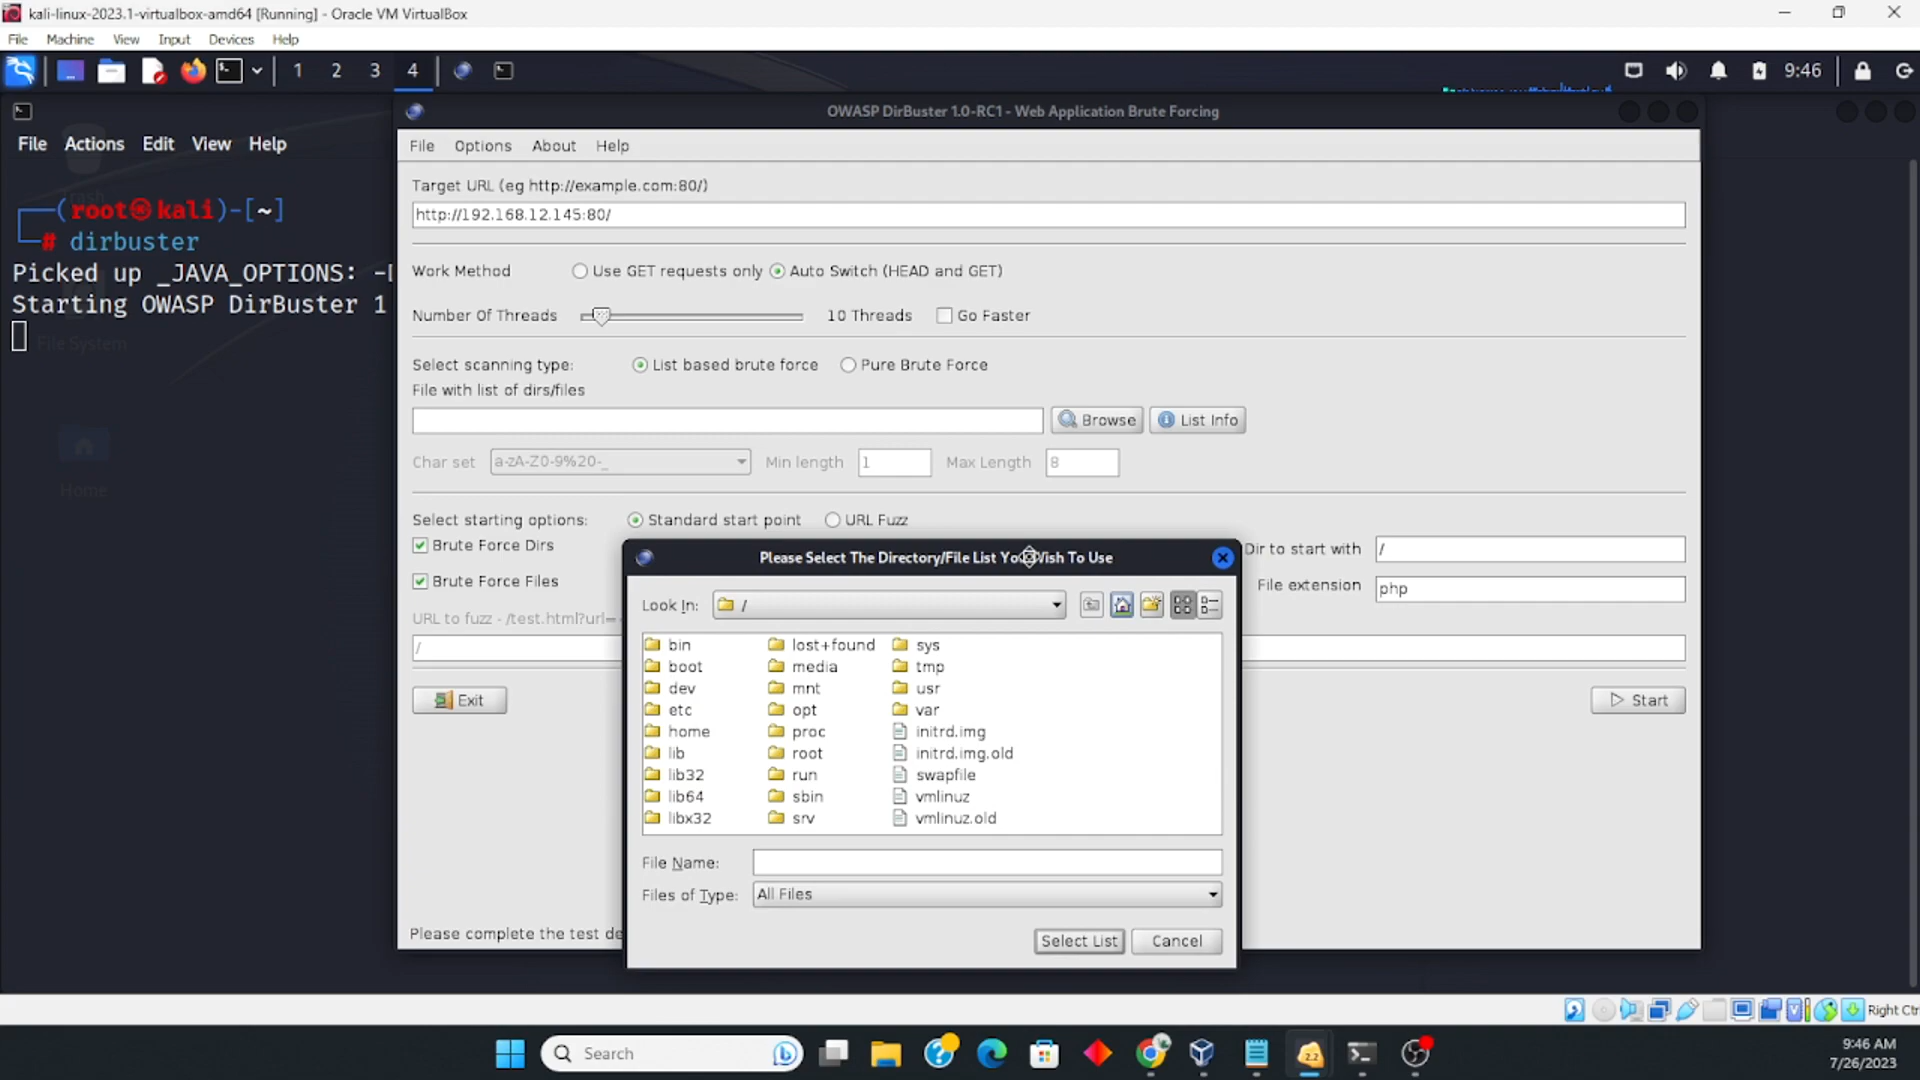 kali-linux-2023.1-virtualbox-amd64 [Running] - Oracle VM VirtualBox
File Machine View Input Devices Help
1 2 3 4 9:46
OWASP DirBuster 1.0-RC1 - Web Application Brute Forcing
File Actions Edit View Help
File Options About Help
Target URL (eg http://example.com:80/)
http://192.168.12.145:80/
Trash
(root㉿kali)-[~]
# dirbuster
Picked up _JAVA_OPTIONS: -
Starting OWASP DirBuster 1
File System
Home
Work Method Use GET requests only Auto Switch (HEAD and GET)
Number Of Threads 10 Threads Go Faster
Select scanning type: List based brute force Pure Brute Force
File with list of dirs/files
Browse List Info
Char set a-zA-Z0-9%20-_ Min length 1 Max Length 8
Select starting options: Standard start point URL Fuzz
Brute Force Dirs Dir to start with /
Brute Force Files File extension php
URL to fuzz - /test.html?url=
/
Exit Start
Please complete the test de
Please Select The Directory/File List You Wish To Use
Look In: /
bin lost+found sys
boot media tmp
dev mnt usr
etc opt var
home proc initrd.img
lib root initrd.img.old
lib32 run swapfile
lib64 sbin vmlinuz
libx32 srv vmlinuz.old
File Name:
Files of Type: All Files
Select List Cancel
Right Ctr
Search
9:46 AM
7/26/2023